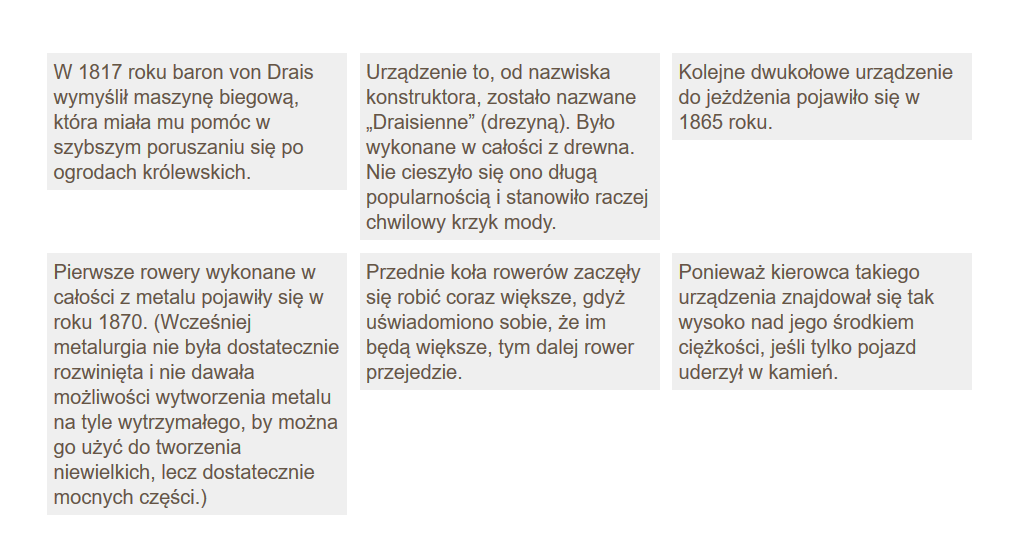 W 1817 roku baron von Drais
wymyślił maszynę biegową,
która miała mu pomóc w
szybszym poruszaniu się po
ogrodach królewskich.
Urządzenie to, od nazwiska
konstruktora, zostało nazwane
„Draisienne” (drezyną). Było
wykonane w całości z drewna.
Nie cieszyło się ono długą
popularnością i stanowiło raczej
chwilowy krzyk mody.
Kolejne dwukołowe urządzenie
do jeżdżenia pojawiło się w
1865 roku.
Pierwsze rowery wykonane w
całości z metalu pojawiły się w
roku 1870. (Wcześniej
metalurgia nie była dostatecznie
rozwinięta i nie dawała
możliwości wytworzenia metalu
na tyle wytrzymałego, by można
go użyć do tworzenia
niewielkich, lecz dostatecznie
mocnych części.)
Przednie koła rowerów zaczęły
się robić coraz większe, gdyż
uświadomiono sobie, że im
będą większe, tym dalej rower
przejedzie.
Ponieważ kierowca takiego
urządzenia znajdował się tak
wysoko nad jego środkiem
ciężkości, jeśli tylko pojazd
uderzył w kamień.